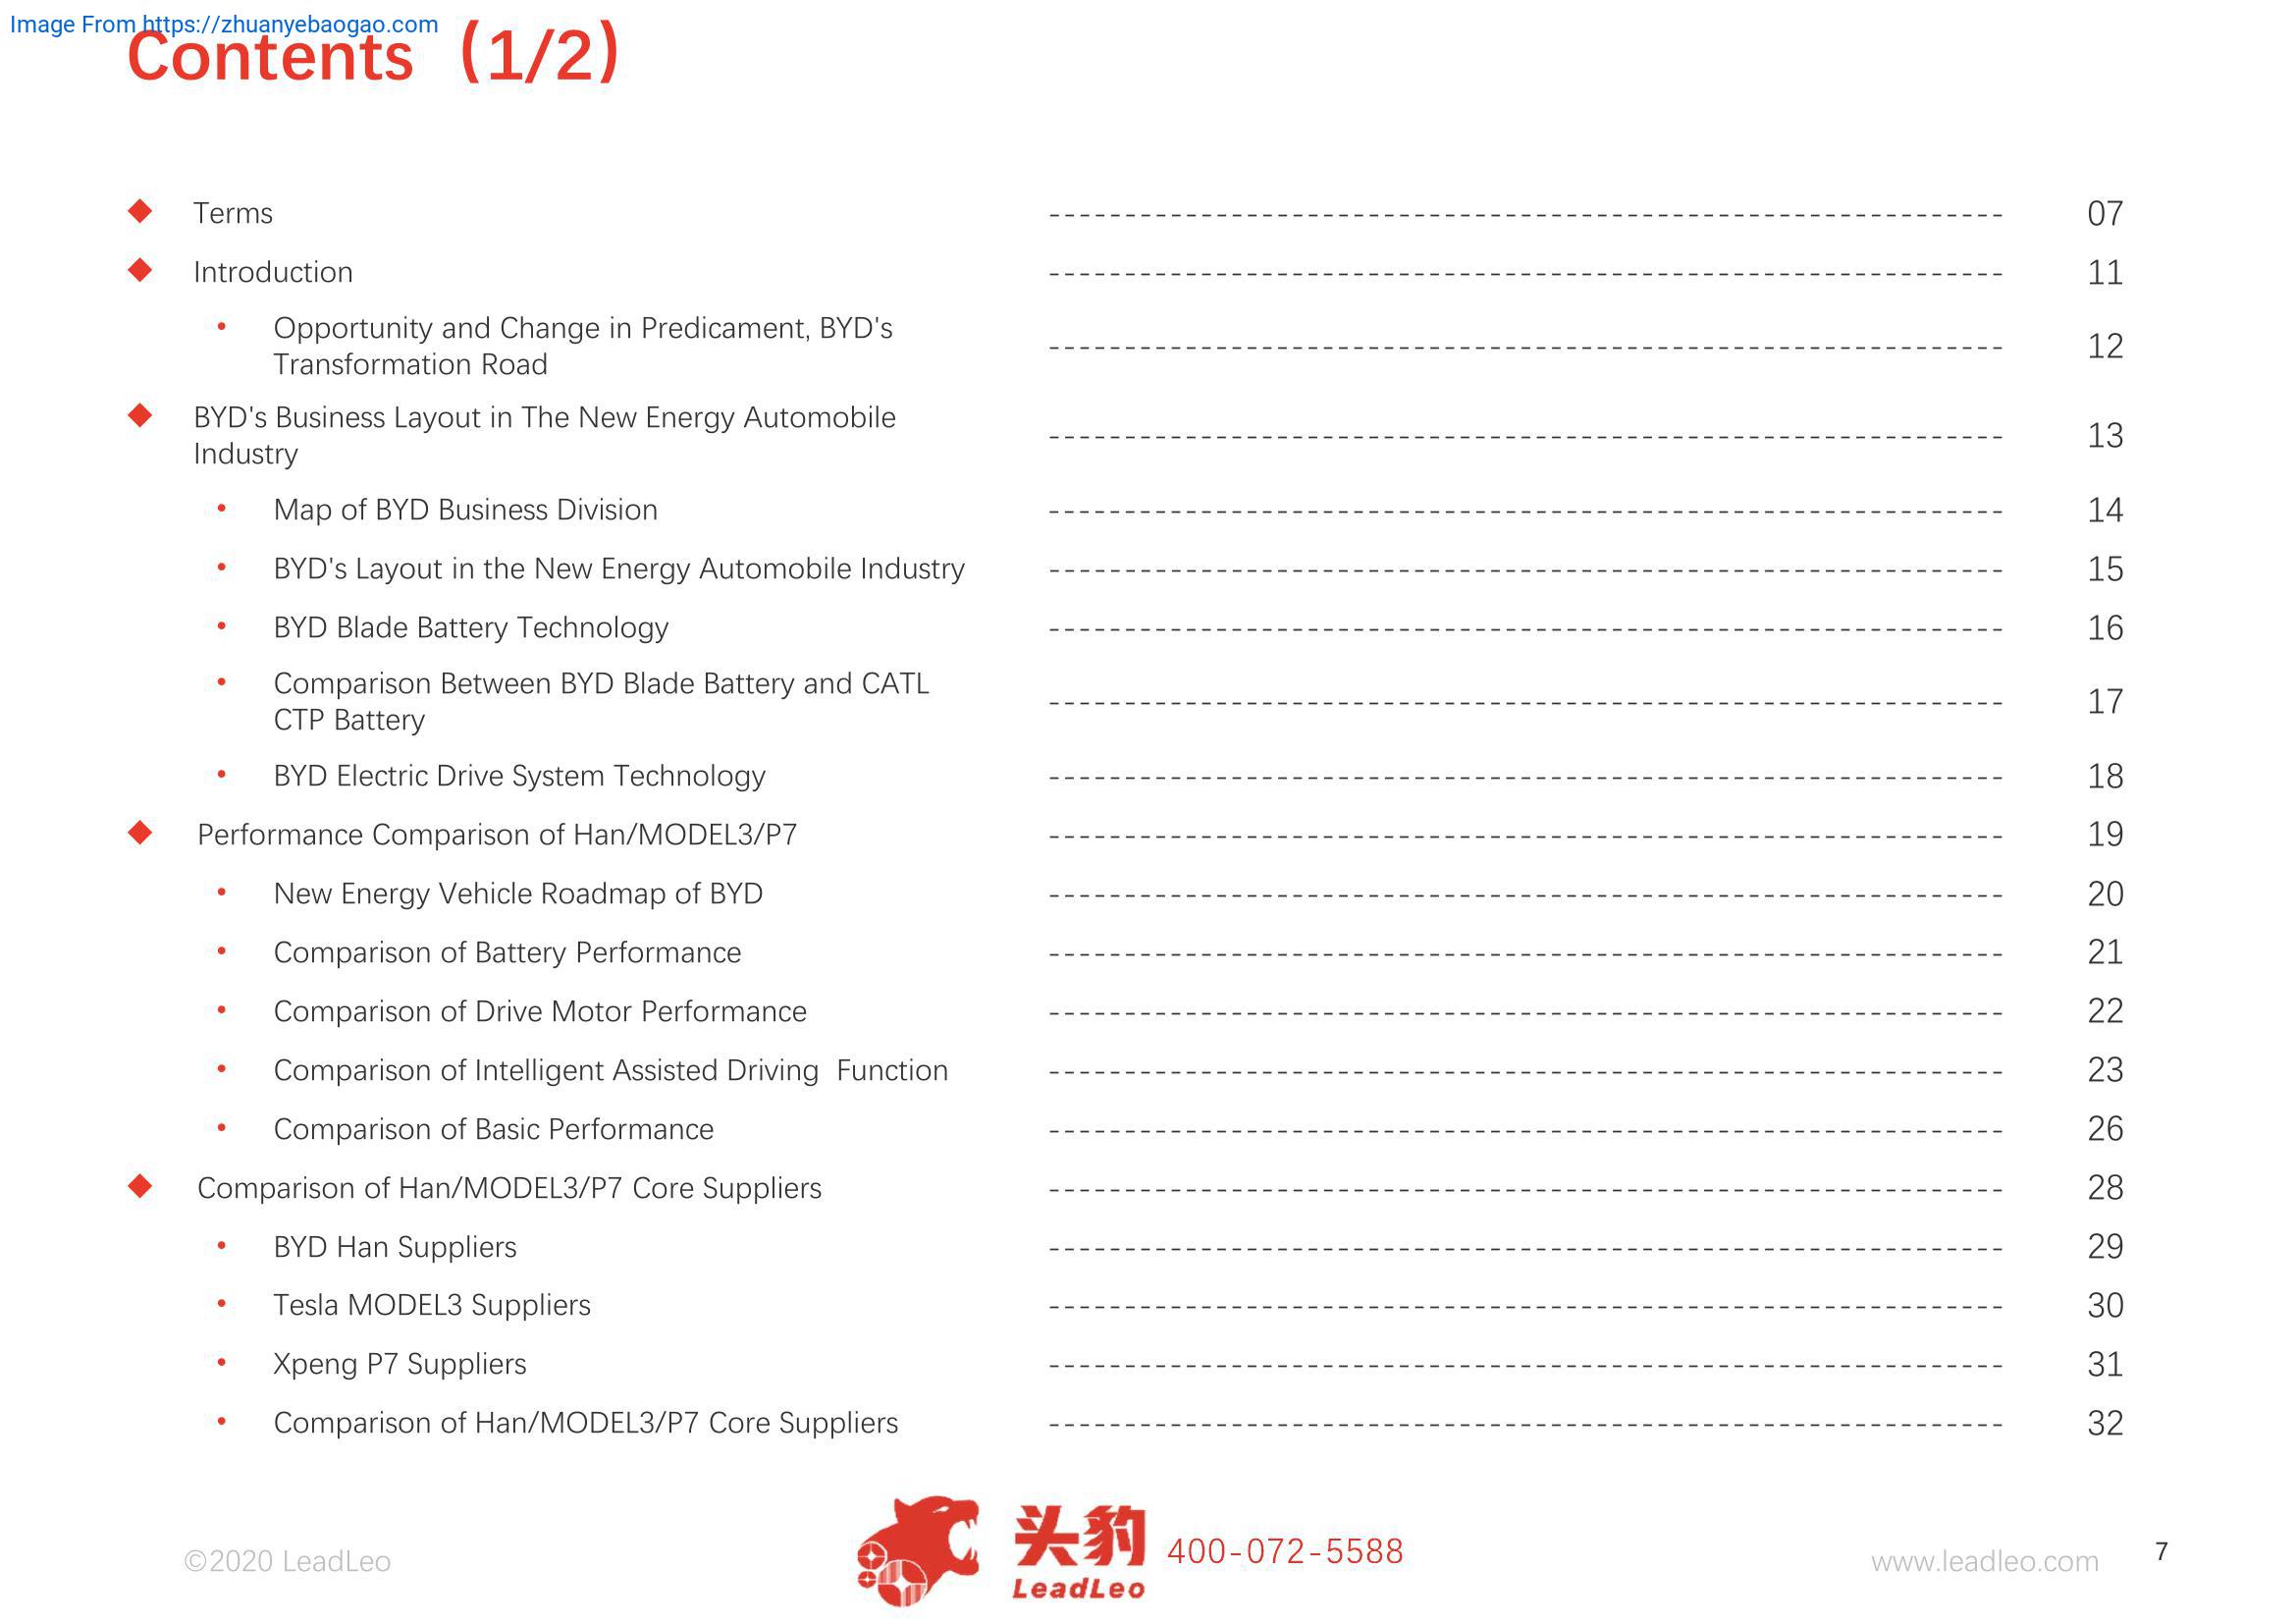 Image From https://zhuanyebaogao.com
Contents（1/2）
◆ Terms ---------- 07
◆ Introduction ---------- 11
• Opportunity and Change in Predicament, BYD's
Transformation Road ---------- 12
◆ BYD's Business Layout in The New Energy Automobile
Industry ---------- 13
• Map of BYD Business Division ---------- 14
• BYD's Layout in the New Energy Automobile Industry ---------- 15
• BYD Blade Battery Technology ---------- 16
• Comparison Between BYD Blade Battery and CATL
CTP Battery ---------- 17
• BYD Electric Drive System Technology ---------- 18
◆ Performance Comparison of Han/MODEL3/P7 ---------- 19
• New Energy Vehicle Roadmap of BYD ---------- 20
• Comparison of Battery Performance ---------- 21
• Comparison of Drive Motor Performance ---------- 22
• Comparison of Intelligent Assisted Driving  Function ---------- 23
• Comparison of Basic Performance ---------- 26
◆ Comparison of Han/MODEL3/P7 Core Suppliers ---------- 28
• BYD Han Suppliers ---------- 29
• Tesla MODEL3 Suppliers ---------- 30
• Xpeng P7 Suppliers ---------- 31
• Comparison of Han/MODEL3/P7 Core Suppliers ---------- 32
©2020 LeadLeo
头豹
LeadLeo
400-072-5588
www.leadleo.com
7